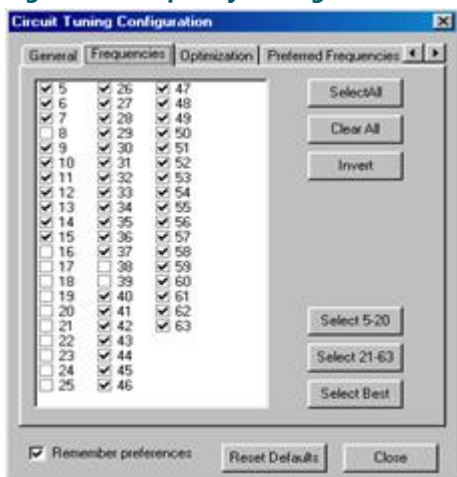 Circuit Tuning Configuration
General Frequencies Optimization Preferred Frequencies
5 26 47
6 27 48
7 28 49
8 29 50
9 30 51
10 31 52
11 32 53
12 33 54
13 34 55
14 35 56
15 36 57
16 37 58
17 38 59
18 39 60
19 40 61
20 41 62
21 42 63
22 43
23 44
24 45
25 46
SelectAll
Clear All
Invert
Select 5-20
Select 21-63
Select Best
Remember preferences
Reset Defaults
Close